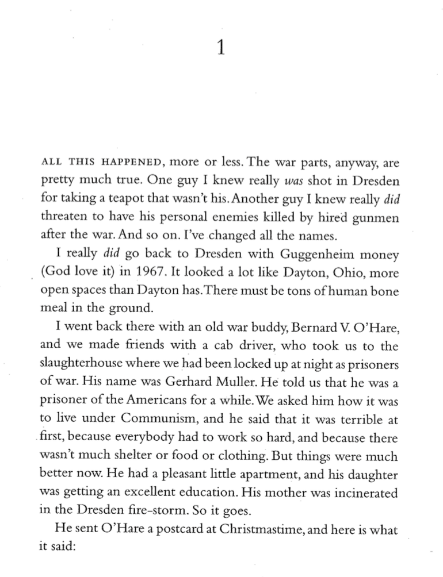 1
ALL THIS HAPPENED, more or less. The war parts, anyway, are
pretty much true. One guy I knew really was shot in Dresden
for taking a teapot that wasn't his. Another guy I knew really did
threaten to have his personal enemies killed by hired gunmen
after the war. And so on. I've changed all the names.
I really did go back to Dresden with Guggenheim money
(God love it) in 1967. It looked a lot like Dayton, Ohio, more
open spaces than Dayton has. There must be tons of human bone
meal in the ground.
I went back there with an old war buddy, Bernard V. O'Hare,
and we made friends with a cab driver, who took us to the
slaughterhouse where we had been locked up at night as prisoners
of war. His name was Gerhard Muller. He told us that he was a
prisoner of the Americans for a while. We asked him how it was
to live under Communism, and he said that it was terrible at
first, because everybody had to work so hard, and because there
wasn't much shelter or food or clothing. But things were much
better now. He had a pleasant little apartment, and his daughter
was getting an excellent education. His mother was incinerated
in the Dresden fire-storm. So it goes.
He sent O'Hare a postcard at Christmastime, and here is what
it said: